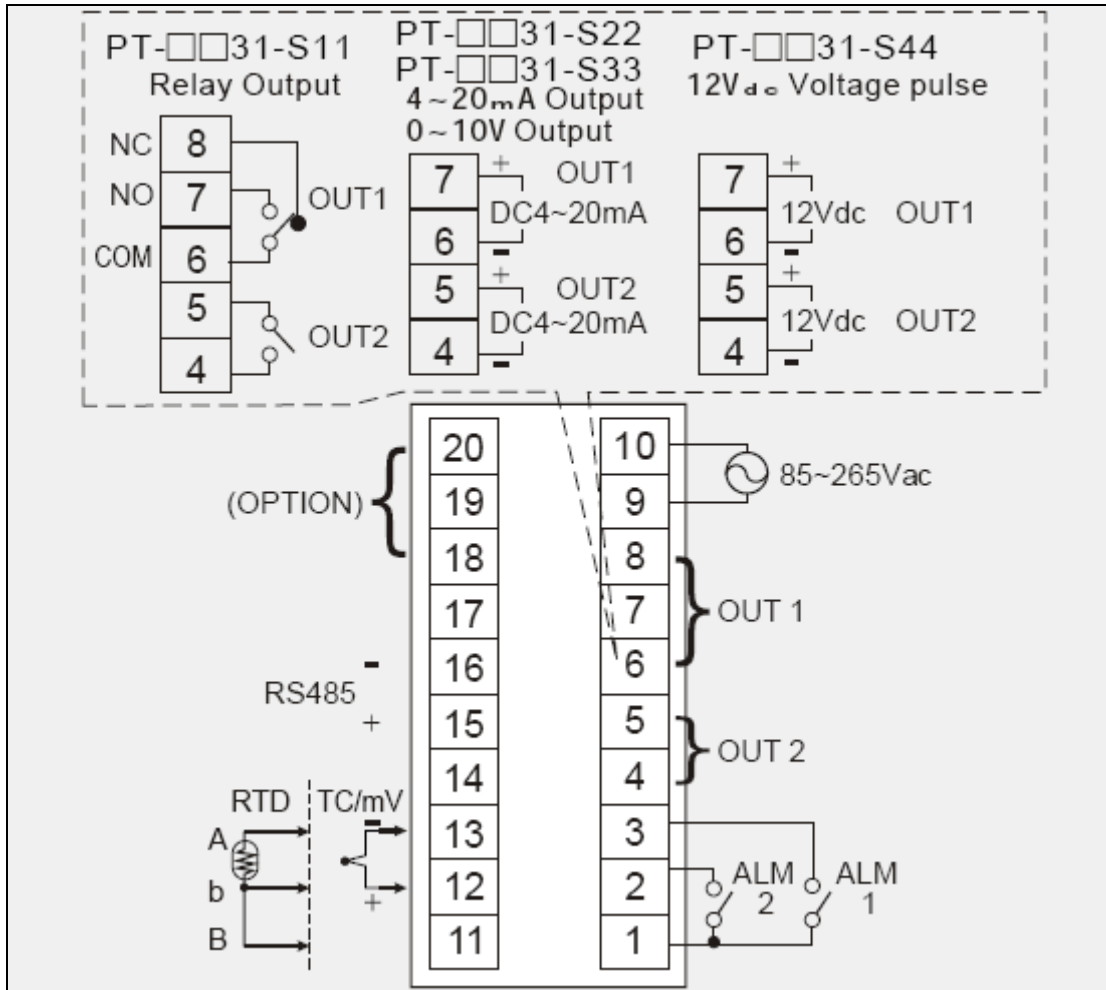 PT-□□31-S11
Relay Output
NC 8
NO 7
COM 6
5
4
OUT1
OUT2
PT-□□31-S22
PT-□□31-S33
4~20mA Output
0~10V Output
7 + OUT1
DC4~20mA
6 -
5 + OUT2
DC4~20mA
4 -
PT-□□31-S44
12Vdc Voltage pulse
7 +
12Vdc OUT1
6 -
5 +
12Vdc OUT2
4 -
(OPTION)
20
19
18
17
16
15
14
13
12
11
- 
RS485
+
RTD TC/mV
A
b
B
-
+
10
9
8
7
6
5
4
3
2
1
85~265Vac
OUT 1
OUT 2
ALM
2
ALM
1